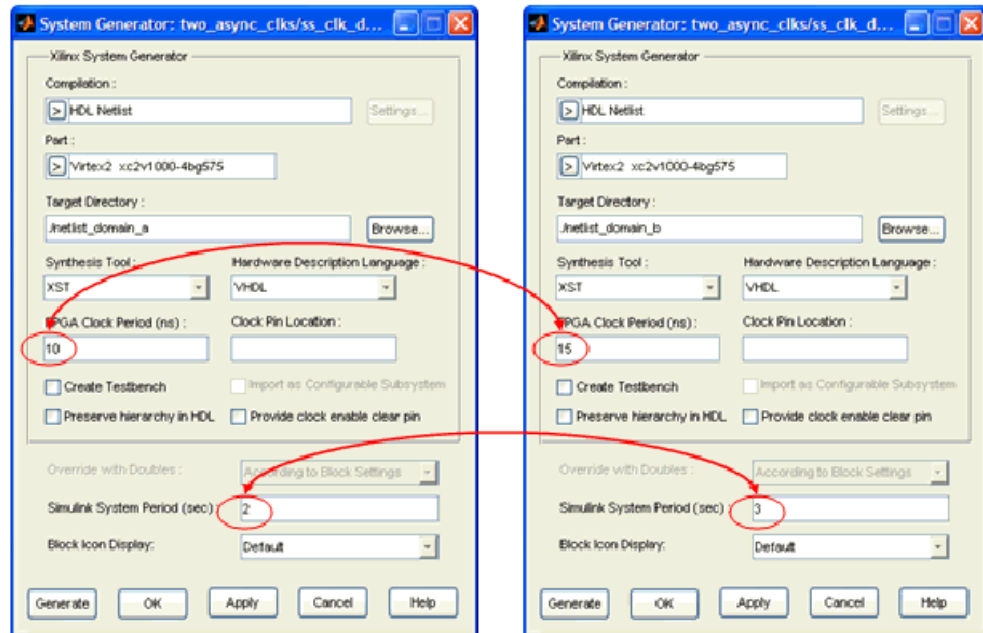 System Generator: two_async_clks/ss_clk_d...
Xilinx System Generator
Compilation :
> HDL Netlist Settings...
Part :
> Virtex2 xc2v1000-4bg575
Target Directory :
./netlist_domain_a Browse...
Synthesis Tool : Hardware Description Language :
XST VHDL
FPGA Clock Period (ns) : Clock Pin Location :
10
Create Testbench Import as Configurable Subsystem
Preserve hierarchy in HDL Provide clock enable clear pin
Override with Doubles : According to Block Settings
Simulink System Period (sec) : 2
Block Icon Display: Default
Generate OK Apply Cancel Help
System Generator: two_async_clks/ss_clk_d...
Xilinx System Generator
Compilation :
> HDL Netlist Settings...
Part :
> Virtex2 xc2v1000-4bg575
Target Directory :
./netlist_domain_b Browse...
Synthesis Tool : Hardware Description Language :
XST VHDL
FPGA Clock Period (ns) : Clock Pin Location :
15
Create Testbench Import as Configurable Subsystem
Preserve hierarchy in HDL Provide clock enable clear pin
Override with Doubles : According to Block Settings
Simulink System Period (sec) : 3
Block Icon Display: Default
Generate OK Apply Cancel Help